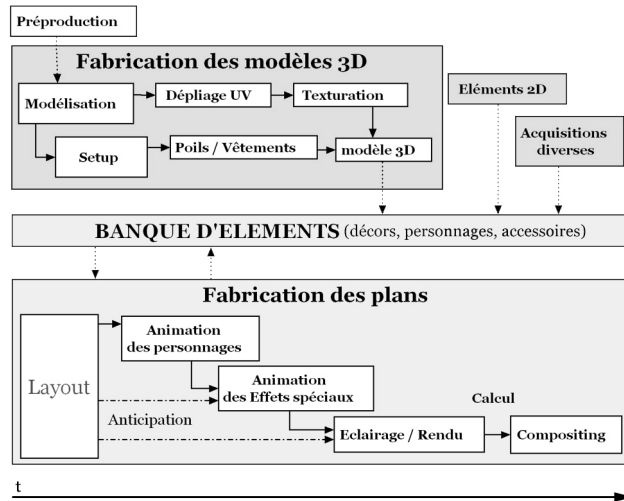 Préproduction
Fabrication des modèles 3D
Modélisation
Dépliage UV
Texturation
Setup
Poils / Vêtements
modèle 3D
Eléments 2D
Acquisitions
diverses
BANQUE D'ELEMENTS (décors, personnages, accessoires)
Fabrication des plans
Layout
Animation
des personnages
Animation
des Effets spéciaux
Anticipation
Eclairage / Rendu
Calcul
Compositing
t